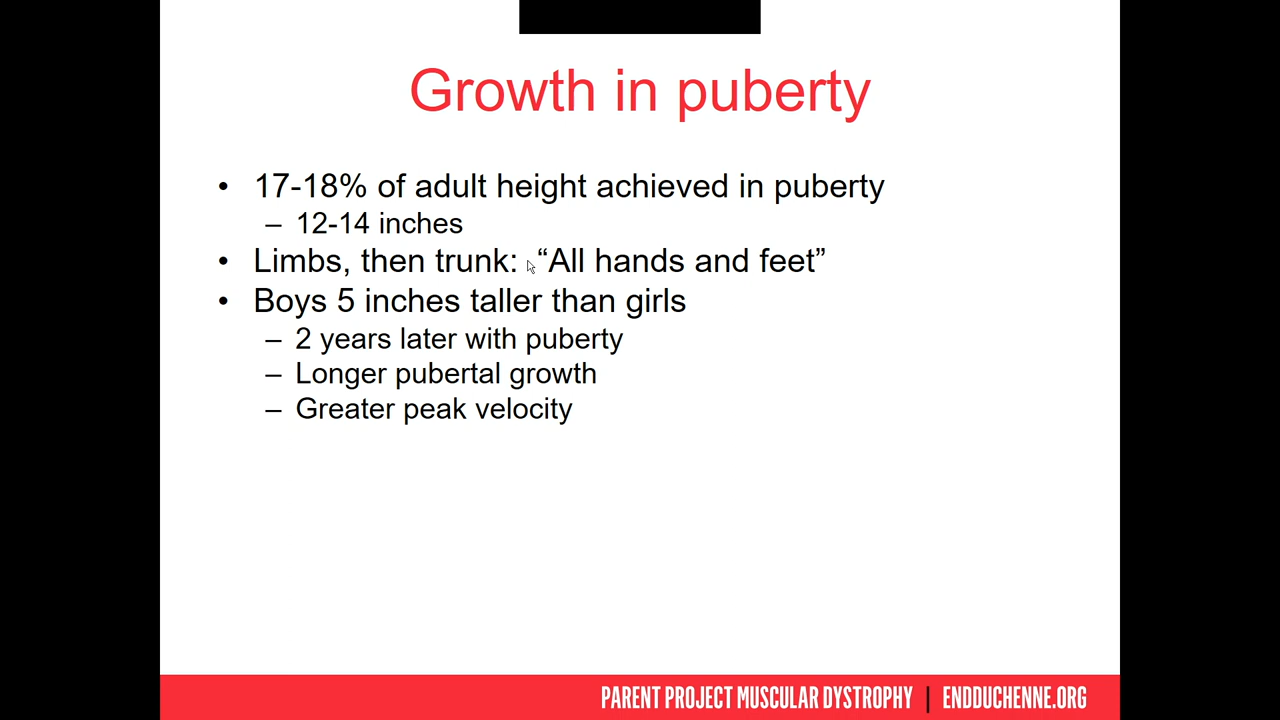 Growth in puberty
• 17-18% of adult height achieved in puberty
– 12-14 inches
• Limbs, then trunk: “All hands and feet”
• Boys 5 inches taller than girls
– 2 years later with puberty
– Longer pubertal growth
– Greater peak velocity
PARENT PROJECT MUSCULAR DYSTROPHY | ENDDUCHENNE.ORG